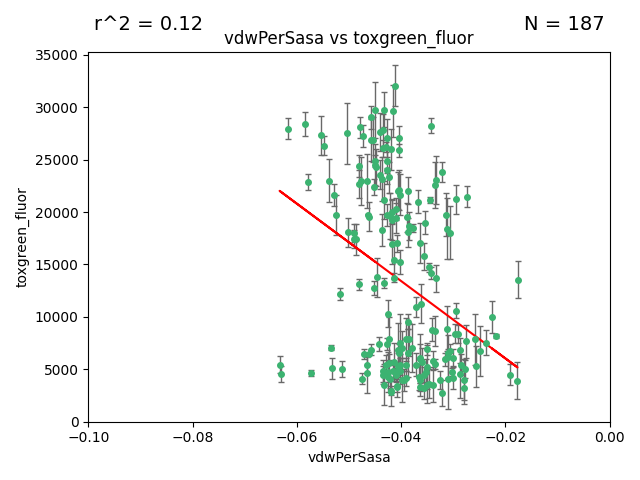 r^2 = 0.12
N = 187
vdwPerSasa vs toxgreen_fluor
35000
30000
25000
20000
15000
10000
5000
0
toxgreen_fluor
−0.10 −0.08 −0.06 −0.04 −0.02 0.00
vdwPerSasa